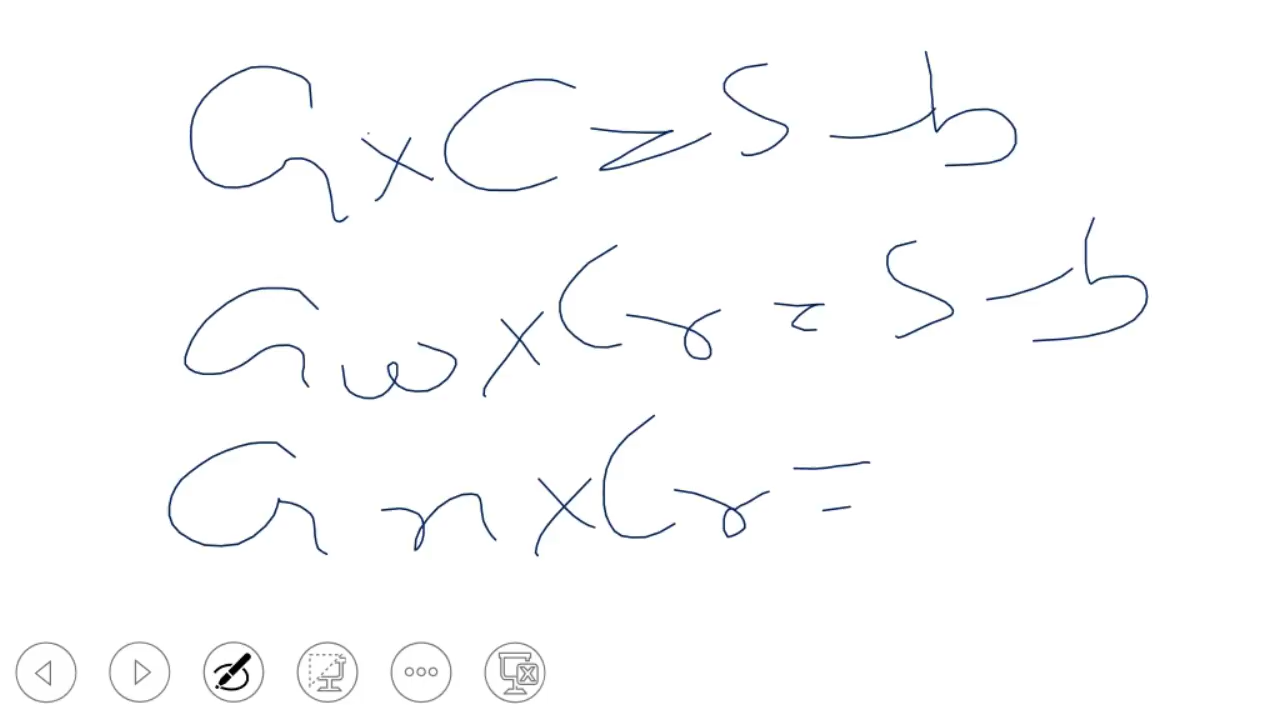 G × C = S - b
Gw × Cr = S - b
Gn × Cr =